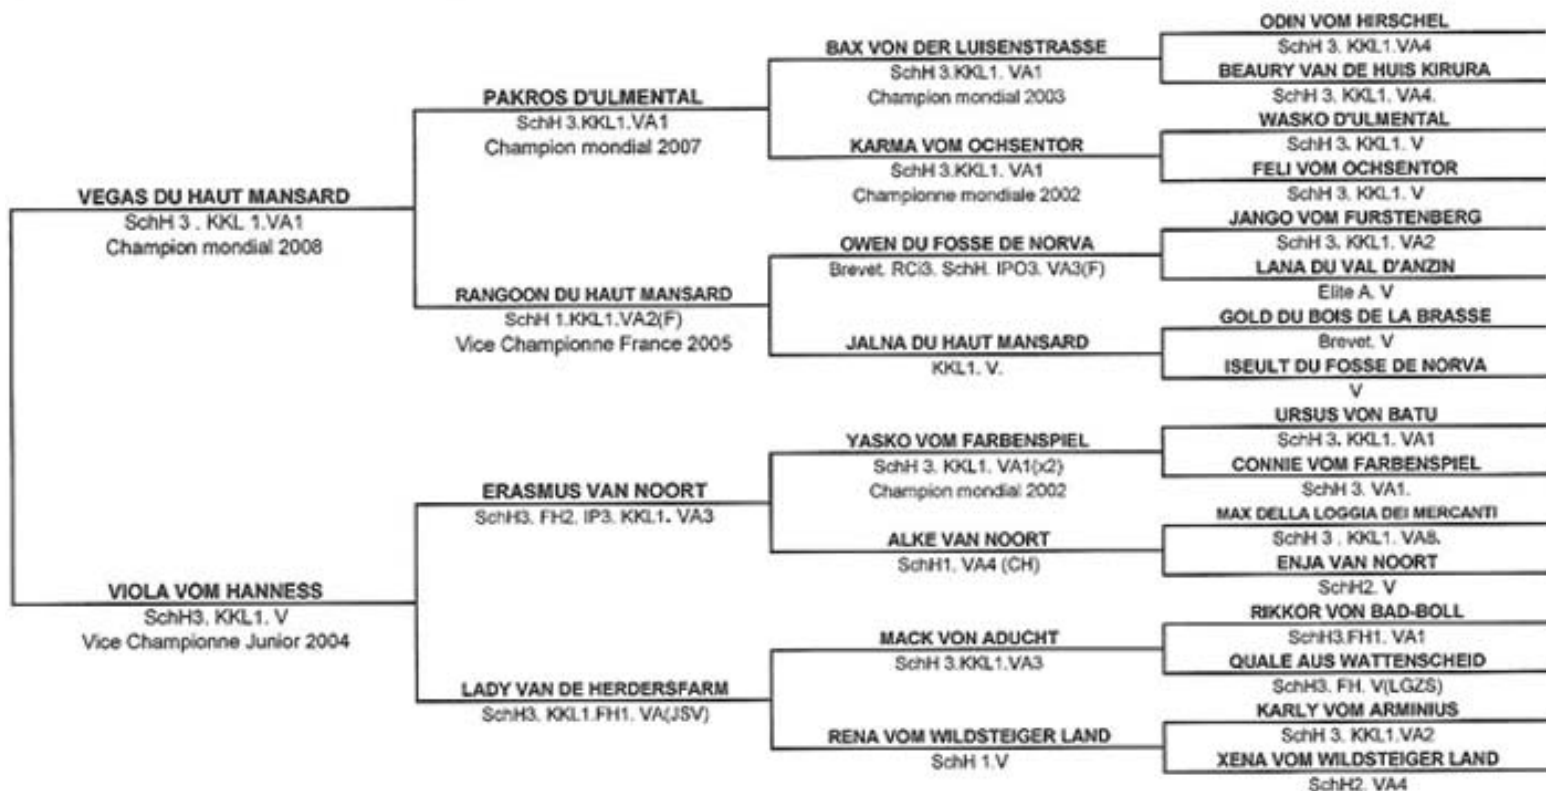 VEGAS DU HAUT MANSARD
SchH 3 . KKL 1.VA1
Champion mondial 2008
VIOLA VOM HANNESS
SchH3. KKL1. V
Vice Championne Junior 2004
PAKROS D'ULMENTAL
SchH 3.KKL1.VA1
Champion mondial 2007
RANGOON DU HAUT MANSARD
SchH 1.KKL1.VA2(F)
Vice Championne France 2005
ERASMUS VAN NOORT
SchH3. FH2. IP3. KKL1. VA3
LADY VAN DE HERDERSFARM
SchH3. KKL1.FH1. VA(JSV)
BAX VON DER LUISENSTRASSE
SchH 3.KKL1. VA1
Champion mondial 2003
KARMA VOM OCHSENTOR
SchH 3.KKL1. VA1
Championne mondiale 2002
OWEN DU FOSSE DE NORVA
Brevet. RCi3. SchH. IPO3. VA3(F)
JALNA DU HAUT MANSARD
KKL1. V.
YASKO VOM FARBENSPIEL
SchH 3. KKL1. VA1(x2)
Champion mondial 2002
ALKE VAN NOORT
SchH1. VA4 (CH)
MACK VON ADUCHT
SchH 3.KKL1.VA3
RENA VOM WILDSTEIGER LAND
SchH 1.V
ODIN VOM HIRSCHEL
SchH 3. KKL1.VA4
BEAURY VAN DE HUIS KIRURA
SchH 3. KKL1. VA4.
WASKO D'ULMENTAL
SchH 3. KKL1. V
FELI VOM OCHSENTOR
SchH 3. KKL1. V
JANGO VOM FURSTENBERG
SchH 3. KKL1. VA2
LANA DU VAL D'ANZIN
Elite A. V
GOLD DU BOIS DE LA BRASSE
Brevet. V
ISEULT DU FOSSE DE NORVA
V
URSUS VON BATU
SchH 3. KKL1. VA1
CONNIE VOM FARBENSPIEL
SchH 3. VA1.
MAX DELLA LOGGIA DEI MERCANTI
SchH 3 . KKL1. VA8.
ENJA VAN NOORT
SchH2. V
RIKKOR VON BAD-BOLL
SchH3.FH1. VA1
QUALE AUS WATTENSCHEID
SchH3. FH. V(LGZS)
KARLY VOM ARMINIUS
SchH 3. KKL1.VA2
XENA VOM WILDSTEIGER LAND
SchH2. VA4